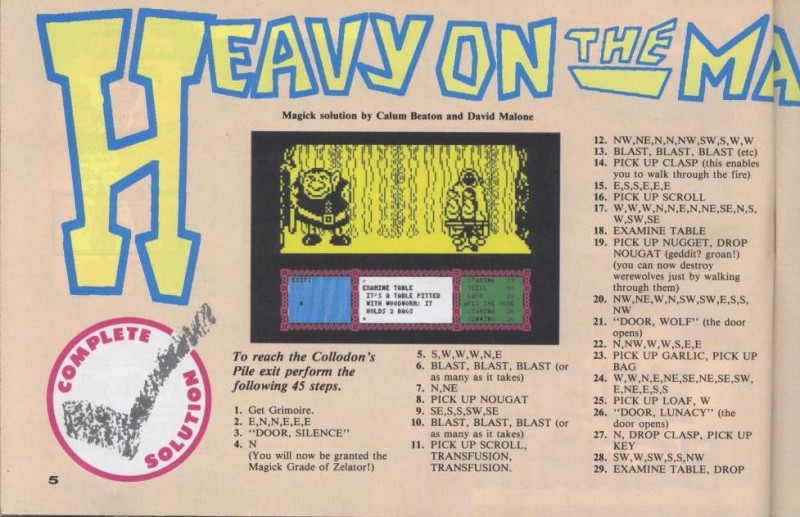 HEAVY ON THE MA
Magick solution by Calum Beaton and David Malone
EXAMINE TABLE
IT'S A TABLE PITTED
WITH WOODWORM: IT
HOLDS 2 BAGS
STAMINA
SKILL
LUCK
COMPLETE
SOLUTION
To reach the Collodon's
Pile exit perform the
following 45 steps.
1. Get Grimoire.
2. E,N,N,E,E,E
3. "DOOR, SILENCE"
4. N
(You will now be granted the
Magick Grade of Zelator!)
5. S,W,W,W,N,E
6. BLAST, BLAST, BLAST (or
as many as it takes)
7. N,NE
8. PICK UP NOUGAT
9. SE,S,S,SW,SE
10. BLAST, BLAST, BLAST (or
as many as it takes)
11. PICK UP SCROLL,
TRANSFUSION,
TRANSFUSION.
12. NW,NE,N,N,NW,SW,S,W,W
13. BLAST, BLAST, BLAST (etc)
14. PICK UP CLASP (this enables
you to walk through the fire)
15. E,S,S,E,E,E
16. PICK UP SCROLL
17. W,W,W,N,N,E,N,NE,SE,N,S,
W,SW,SE
18. EXAMINE TABLE
19. PICK UP NUGGET, DROP
NOUGAT (geddit? groan!)
(you can now destroy
werewolves just by walking
through them)
20. NW,NE,W,N,SW,SW,E,S,S,
NW
21. "DOOR, WOLF" (the door
opens)
22. N,NW,W,W,S,E,E
23. PICK UP GARLIC, PICK UP
BAG
24. W,W,N,E,NE,SE,NE,SE,SW,
E,NE,E,S,S
25. PICK UP LOAF, W
26. "DOOR, LUNACY" (the
door opens)
27. N, DROP CLASP, PICK UP
KEY
28. SW,W,SW,S,S,NW
29. EXAMINE TABLE, DROP
5